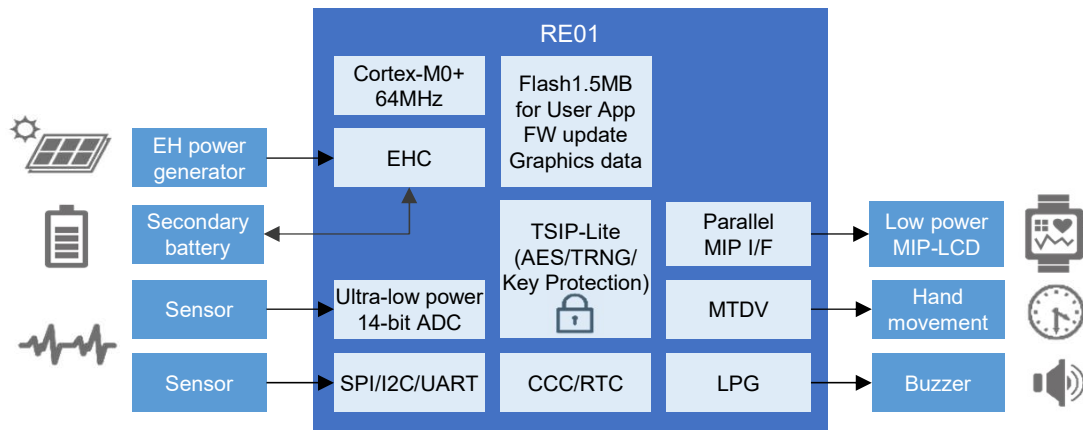 RE01
Cortex-M0+
64MHz
Flash1.5MB
for User App
FW update
Graphics data
EH power
generator
EHC
Secondary
battery
TSIP-Lite
(AES/TRNG/
Key Protection)
Parallel
MIP I/F
Low power
MIP-LCD
Sensor
Ultra-low power
14-bit ADC
MTDV
Hand
movement
Sensor
SPI/I2C/UART
CCC/RTC
LPG
Buzzer